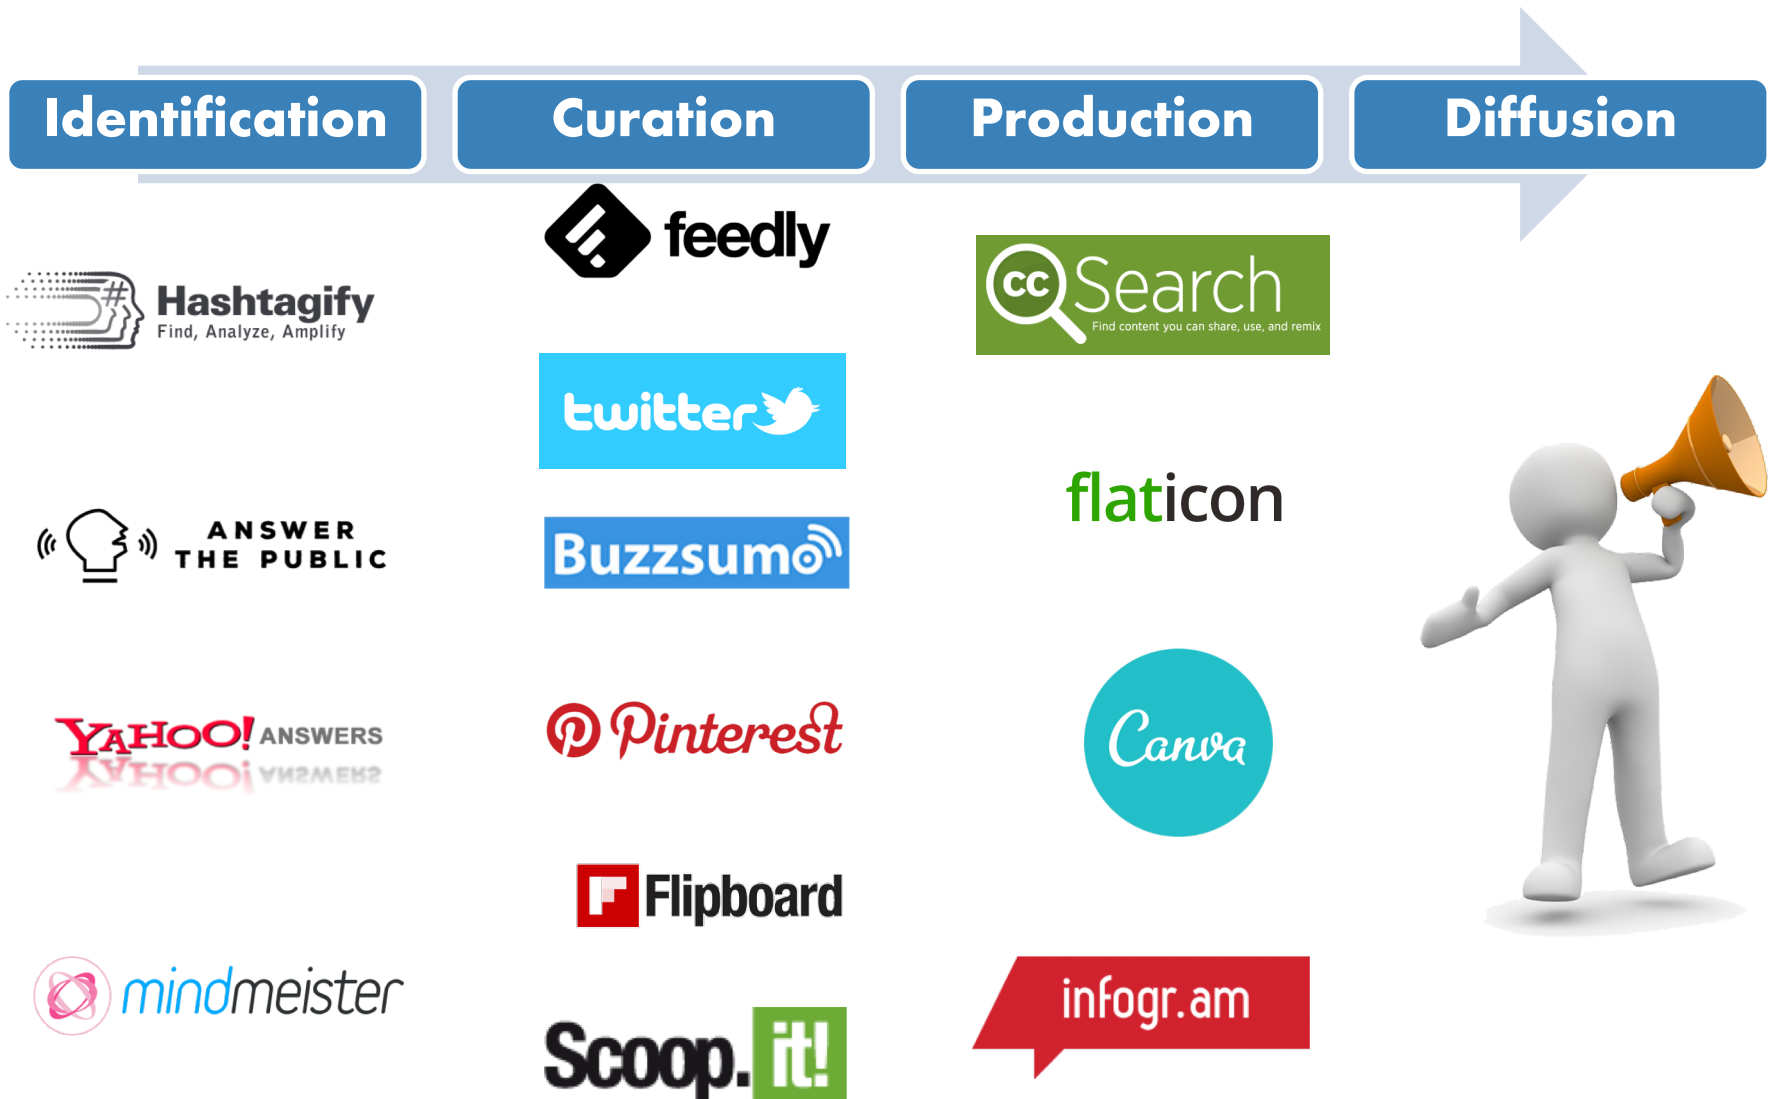 Identification
Curation
Production
Diffusion
#
Hashtagify
Find, Analyze, Amplify
ANSWER
THE PUBLIC
YAHOO! ANSWERS
mindmeister
feedly
twitter
Buzzsumo
Pinterest
Flipboard
Scoop.it!
cc Search
Find content you can share, use, and remix
flaticon
Canva
infogr.am